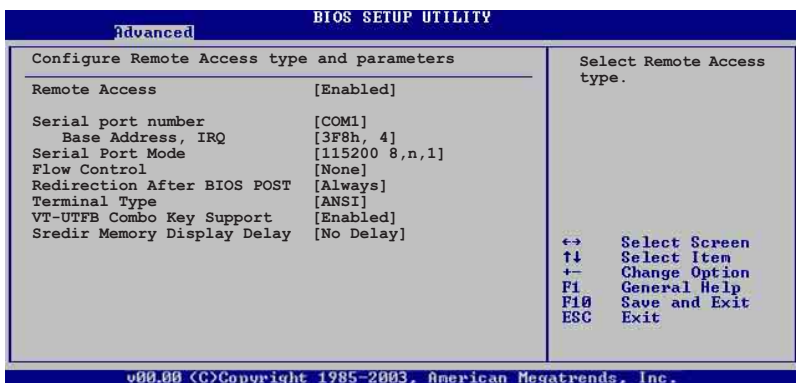 BIOS SETUP UTILITY
Advanced
Configure Remote Access type and parameters
Remote Access [Enabled]
Serial port number [COM1]
Base Address, IRQ [3F8h, 4]
Serial Port Mode [115200 8,n,1]
Flow Control [None]
Redirection After BIOS POST [Always]
Terminal Type [ANSI]
VT-UTFB Combo Key Support [Enabled]
Sredir Memory Display Delay [No Delay]
Select Remote Access
type.
↔ Select Screen
↑↓ Select Item
+- Change Option
F1 General Help
F10 Save and Exit
ESC Exit
v00.00 (C)Copyright 1985-2003, American Megatrends, Inc.